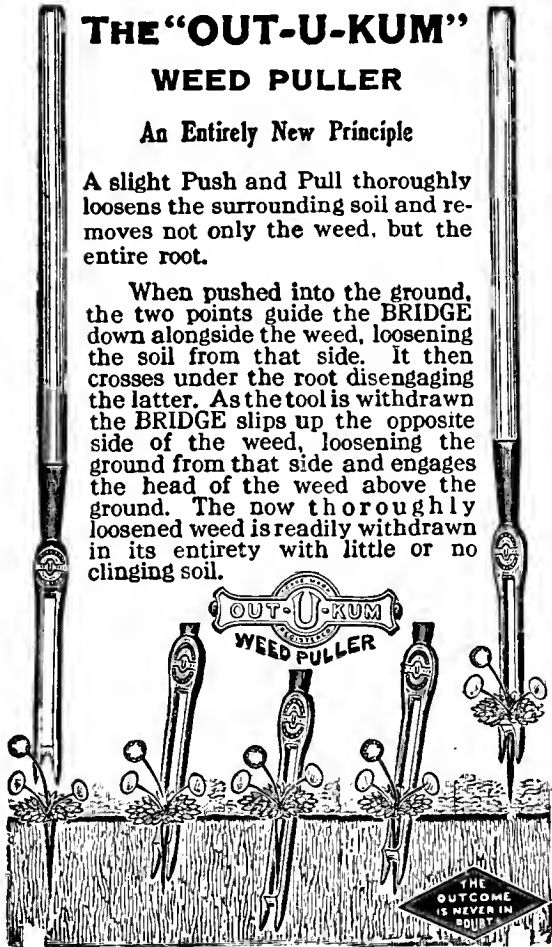 THE "OUT-U-KUM"
WEED PULLER
An Entirely New Principle
A slight Push and Pull thoroughly
loosens the surrounding soil and re-
moves not only the weed, but the
entire root.
When pushed into the ground,
the two points guide the BRIDGE
down alongside the weed, loosening
the soil from that side. It then
crosses under the root disengaging
the latter. As the tool is withdrawn
the BRIDGE slips up the opposite
side of the weed, loosening the
ground from that side and engages
the head of the weed above the
ground. The now thoroughly
loosened weed is readily withdrawn
in its entirety with little or no
clinging soil.
TRADE MARK
OUT-U-KUM
REGISTERED
WEED PULLER
THE
OUTCOME
IS NEVER IN
DOUBT